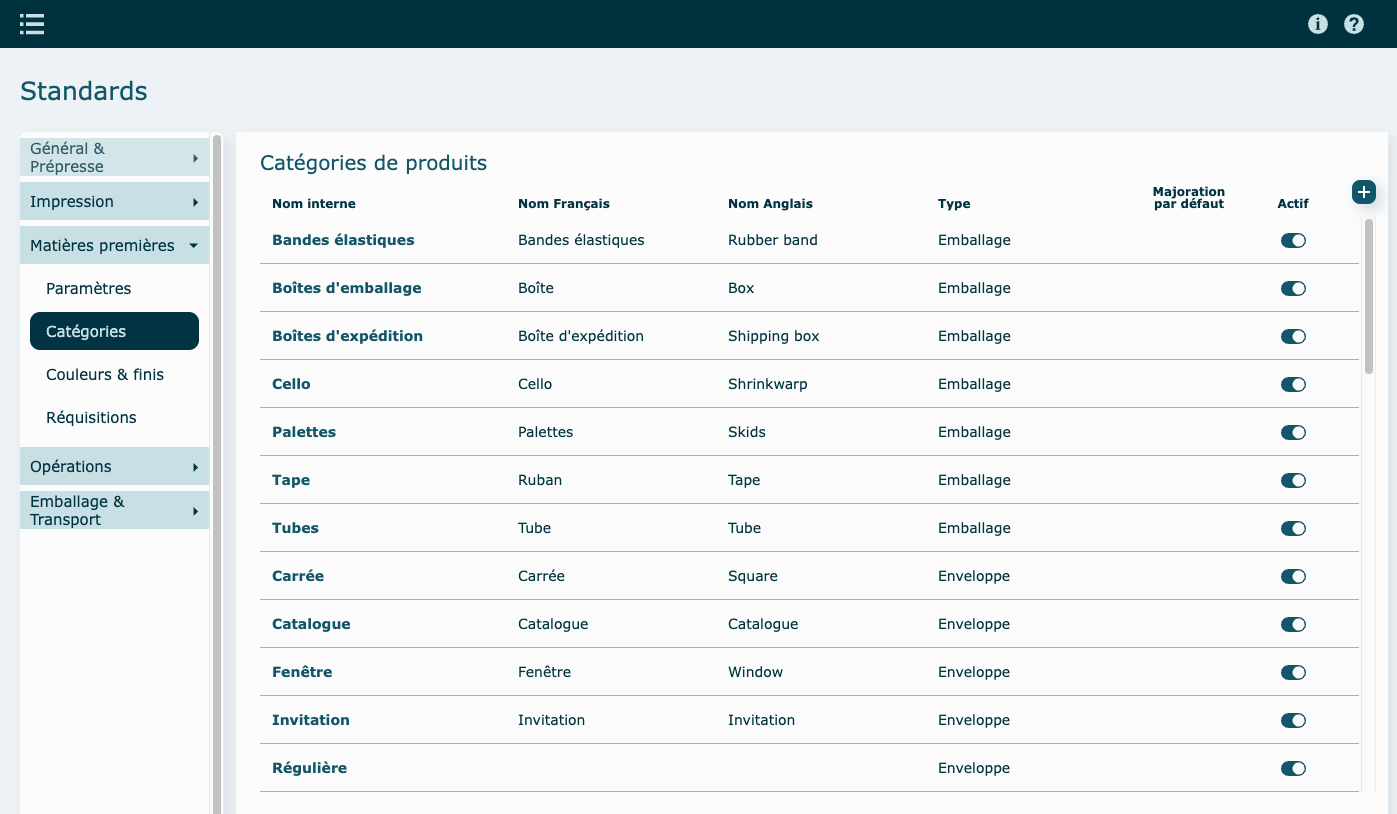 Standards
Général &
Prépresse
Impression
Matières premières
Paramètres
Catégories
Couleurs & finis
Réquisitions
Opérations
Emballage &
Transport
Catégories de produits
Nom interne Nom Français Nom Anglais Type Majoration par défaut Actif
Bandes élastiques Bandes élastiques Rubber band Emballage
Boîtes d'emballage Boîte Box Emballage
Boîtes d'expédition Boîte d'expédition Shipping box Emballage
Cello Cello Shrinkwarp Emballage
Palettes Palettes Skids Emballage
Tape Ruban Tape Emballage
Tubes Tube Tube Emballage
Carrée Carrée Square Enveloppe
Catalogue Catalogue Catalogue Enveloppe
Fenêtre Fenêtre Window Enveloppe
Invitation Invitation Invitation Enveloppe
Régulière Enveloppe